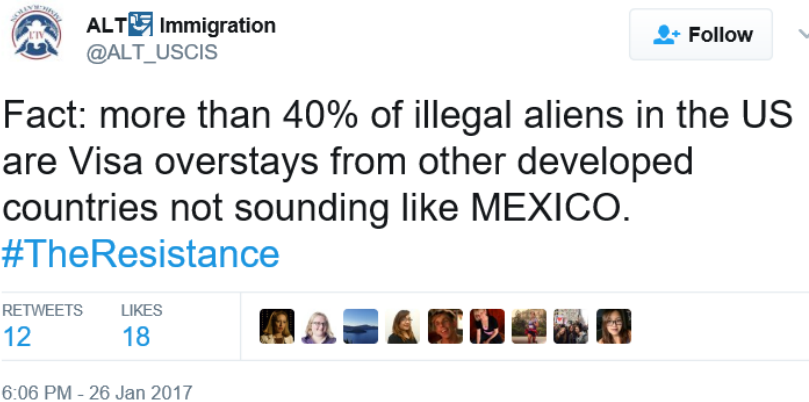 ALT Immigration
@ALT_USCIS
Follow
Fact: more than 40% of illegal aliens in the US
are Visa overstays from other developed
countries not sounding like MEXICO.
#TheResistance
RETWEETS LIKES
12 18
6:06 PM - 26 Jan 2017